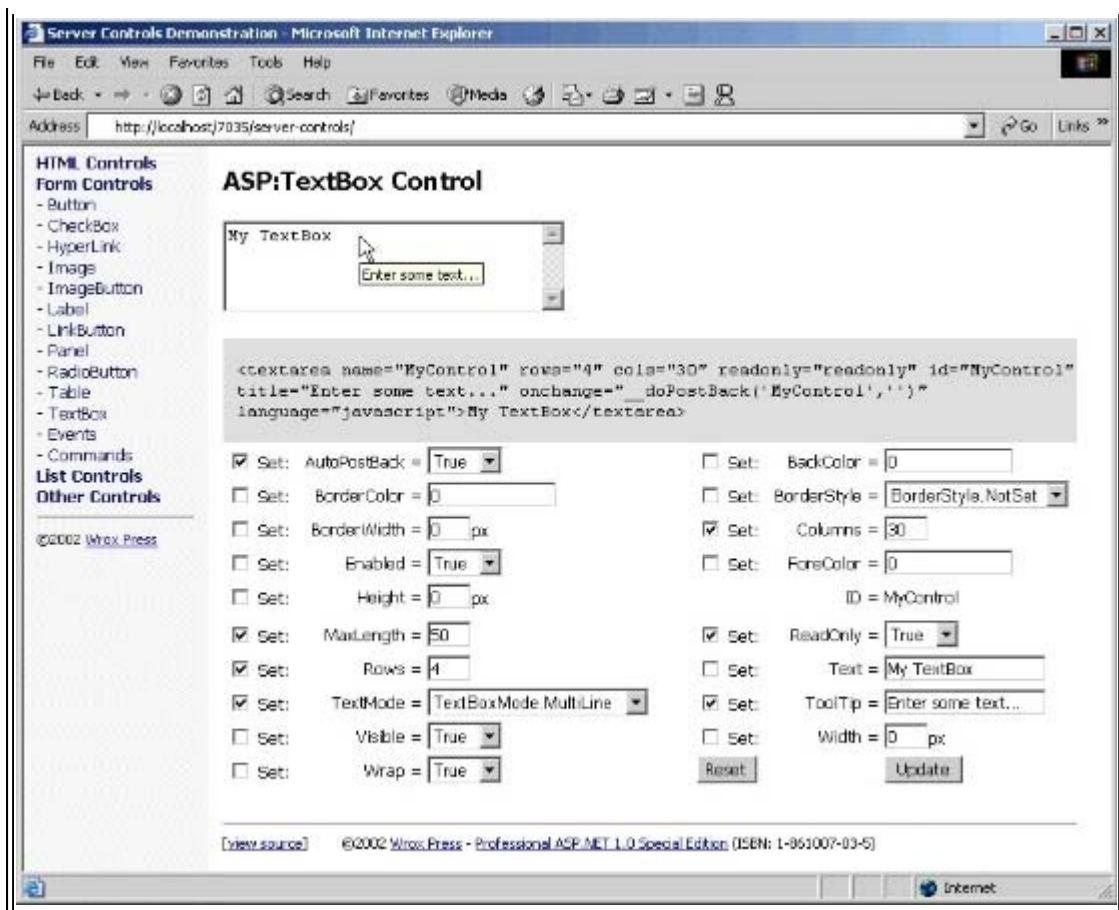 Server Controls Demonstration - Microsoft Internet Explorer
File Edit View Favorites Tools Help
Back Search Favorites Media
Address http://localhost/7035/server-controls/ Go Links »
HTML Controls
Form Controls
- Button
- CheckBox
- HyperLink
- Image
- ImageButton
- Label
- LinkButton
- Panel
- RadioButton
- Table
- TextBox
- Events
- Commands
List Controls
Other Controls
©2002 Wrox Press
ASP:TextBox Control
My TextBox
Enter some text...
<textarea name="MyControl" rows="4" cols="30" readonly="readonly" id="MyControl"
title="Enter some text..." onchange="__doPostBack('MyControl','')"
language="javascript">My TextBox</textarea>
Set: AutoPostBack = True Set: BackColor = 0
Set: BorderColor = 0 Set: BorderStyle = BorderStyle.NotSet
Set: BorderWidth = 0 px Set: Columns = 30
Set: Enabled = True Set: ForeColor = 0
Set: Height = 0 px ID = MyControl
Set: MaxLength = 50 Set: ReadOnly = True
Set: Rows = 4 Set: Text = My TextBox
Set: TextMode = TextBoxMode.MultiLine Set: ToolTip = Enter some text...
Set: Visible = True Set: Width = 0 px
Set: Wrap = True Reset Update
[view source] ©2002 Wrox Press - Professional ASP.NET 1.0 Special Edition (ISBN: 1-861007-03-5)
Internet